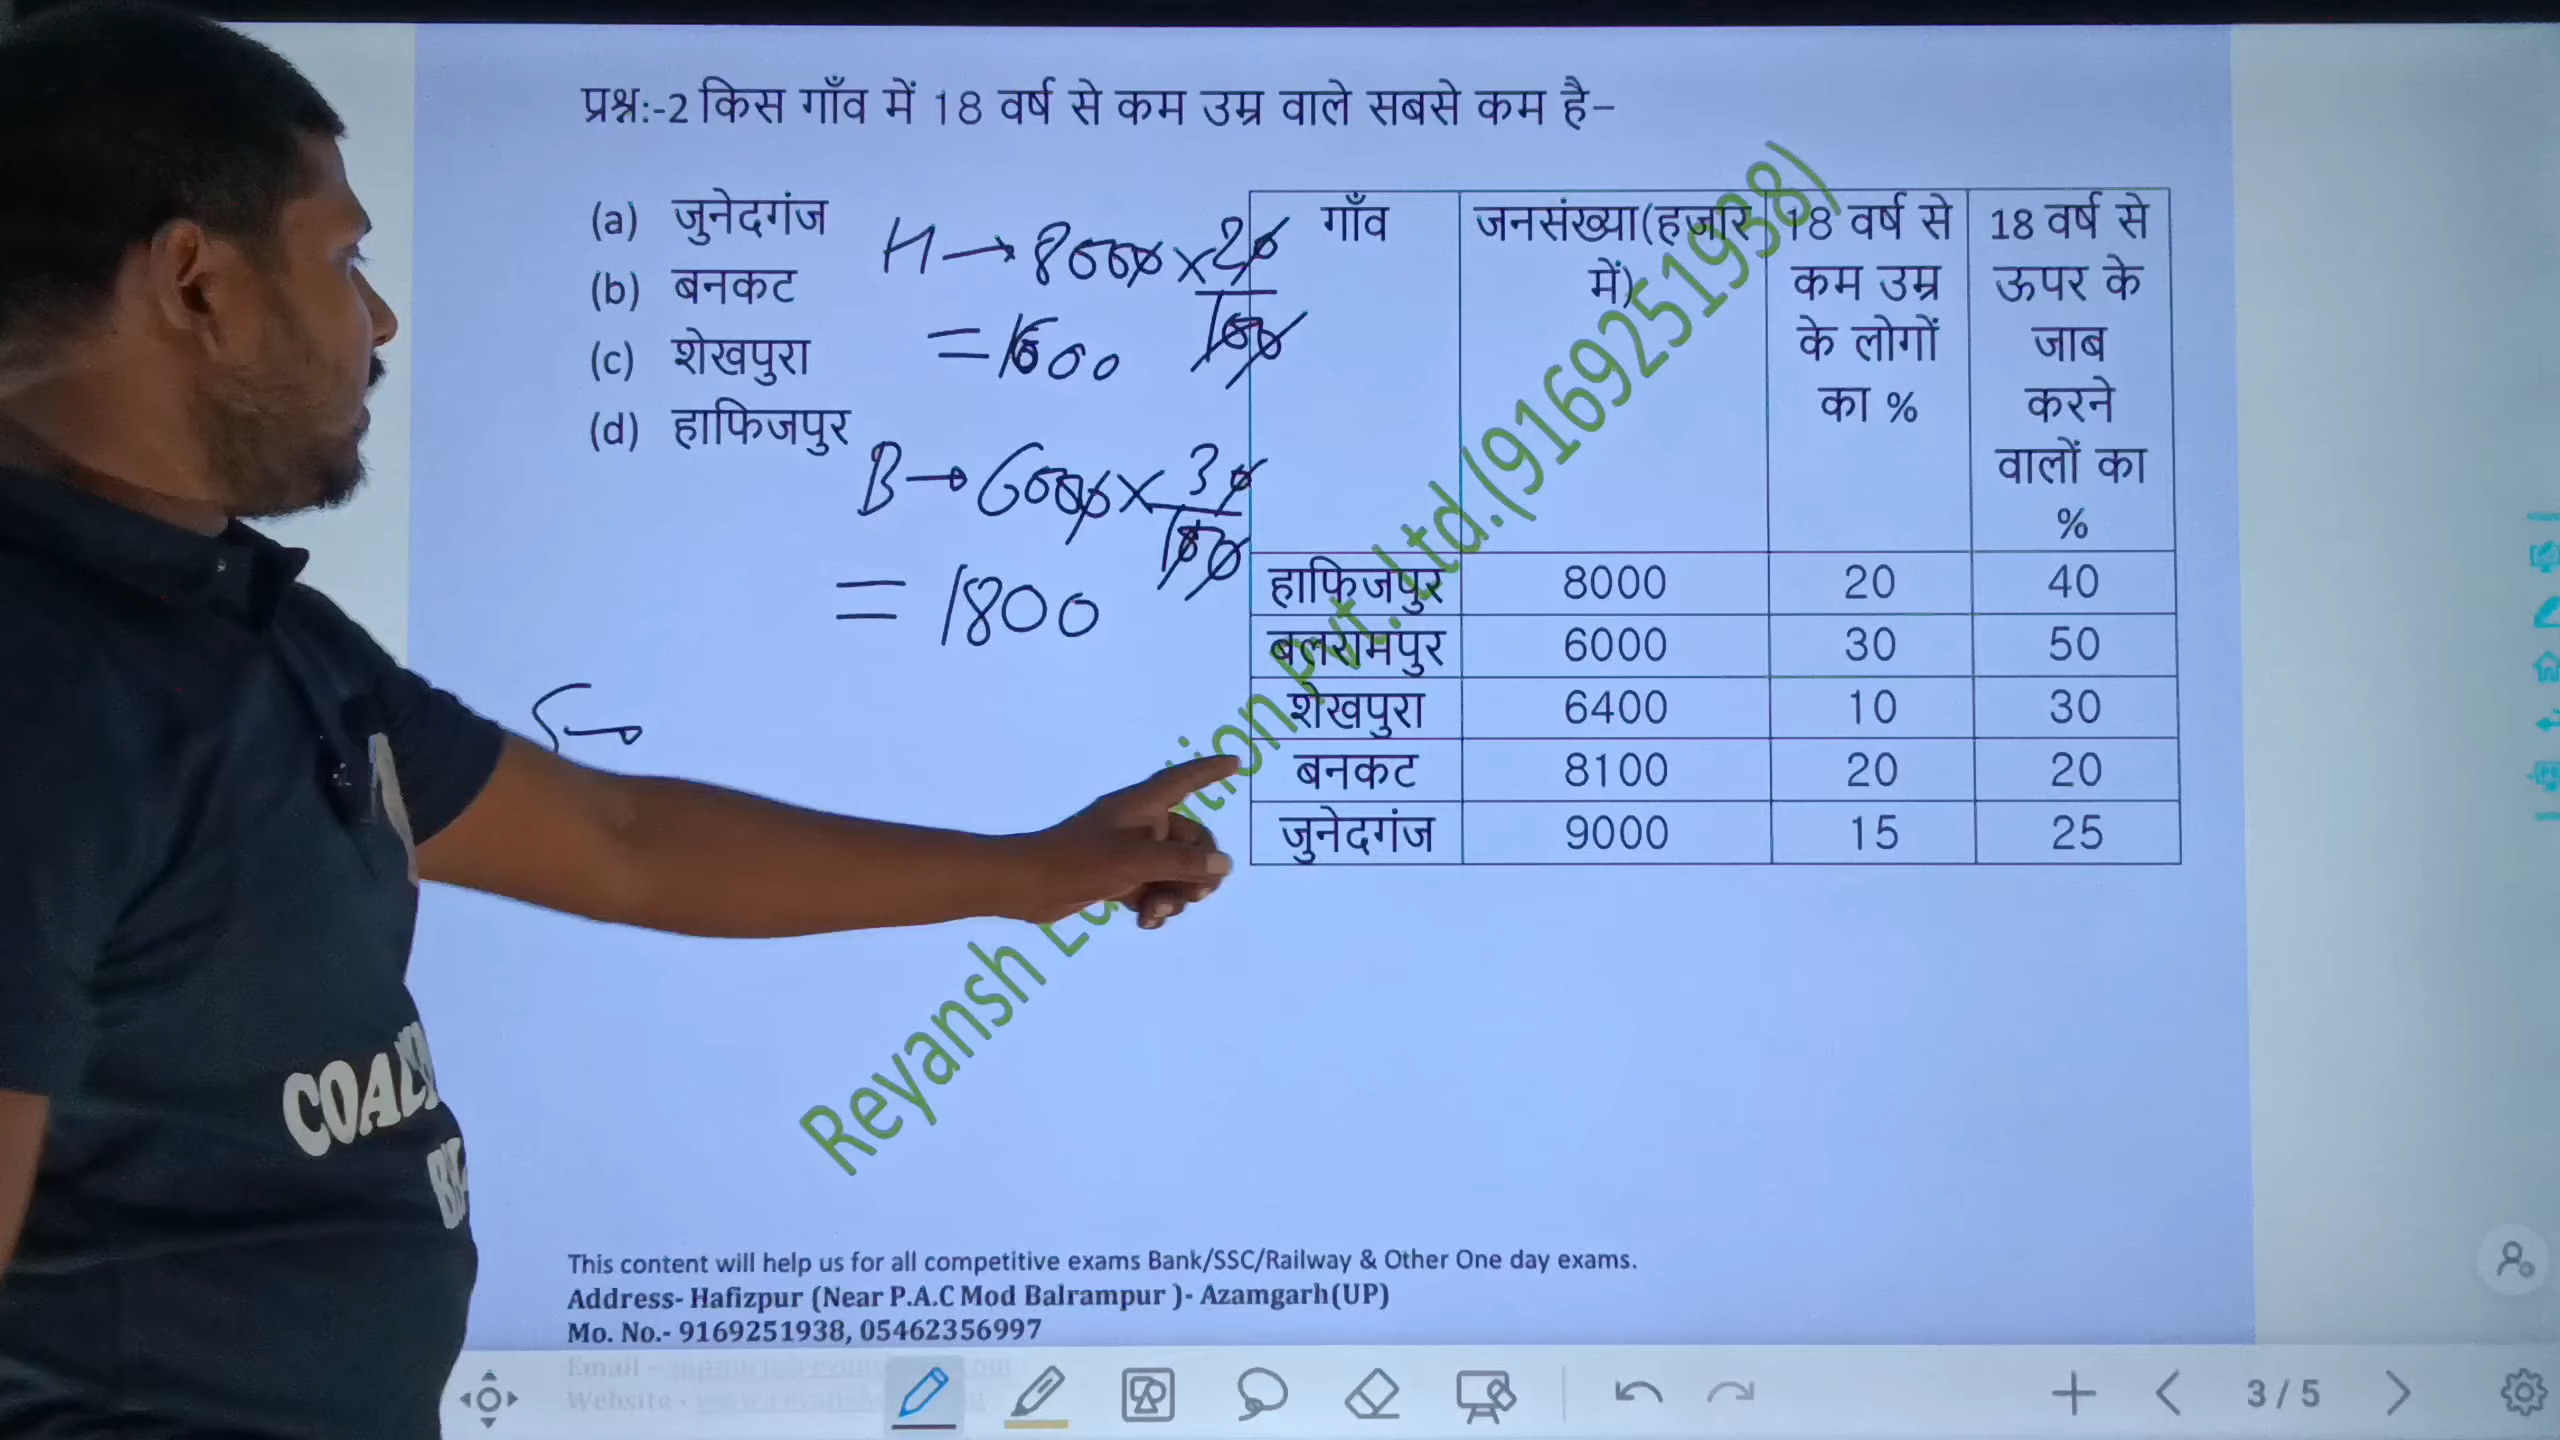 प्रश्न:-2 किस गाँव में 18 वर्ष से कम उम्र वाले सबसे कम है–
(a) जुनेदगंज
(b) बनकट
(c) शेखपुरा
(d) हाफिजपुर
H → 8000 × 20
100
= 1600
B → 6000 × 30
100
= 1800
S →
गाँव जनसंख्या(हजार में) 18 वर्ष से कम उम्र के लोगों का % 18 वर्ष से ऊपर के जाब करने वालों का %
हाफिजपुर 8000 20 40
बलरामपुर 6000 30 50
शेखपुरा 6400 10 30
बनकट 8100 20 20
जुनेदगंज 9000 15 25
Reyansh Pvt. Ltd.(9169251938)
This content will help us for all competitive exams Bank/SSC/Railway & Other One day exams.
Address- Hafizpur (Near P.A.C Mod Balrampur )- Azamgarh(UP)
Mo. No.- 9169251938, 05462356997
Email -
Website -
3 / 5